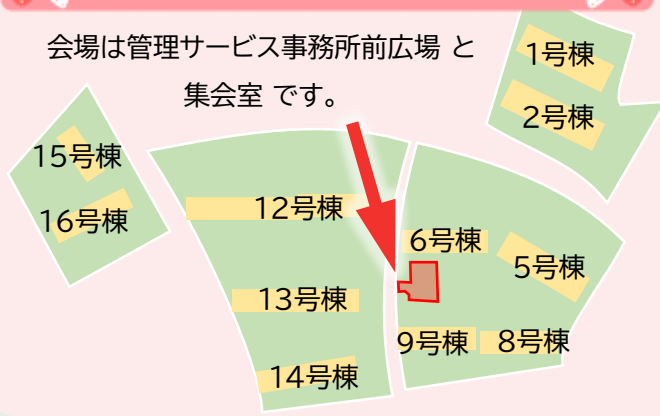 会場は管理サービス事務所前広場 と
集会室 です。
1号棟
2号棟
15号棟
16号棟
12号棟
6号棟
5号棟
13号棟
9号棟
8号棟
14号棟